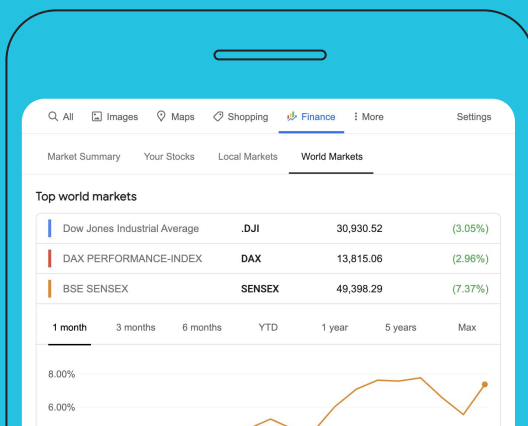 All Images Maps Shopping Finance More Settings
Market Summary Your Stocks Local Markets World Markets
Top world markets
Dow Jones Industrial Average .DJI 30,930.52 (3.05%)
DAX PERFORMANCE-INDEX DAX 13,815.06 (2.96%)
BSE SENSEX SENSEX 49,398.29 (7.37%)
1 month 3 months 6 months YTD 1 year 5 years Max
8.00%
6.00%